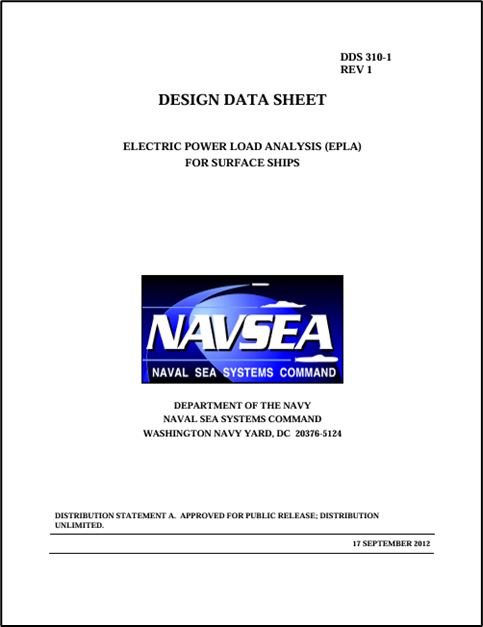 DDS 310-1
REV 1
DESIGN DATA SHEET
ELECTRIC POWER LOAD ANALYSIS (EPLA)
FOR SURFACE SHIPS
NAVSEA
NAVAL SEA SYSTEMS COMMAND
DEPARTMENT OF THE NAVY
NAVAL SEA SYSTEMS COMMAND
WASHINGTON NAVY YARD, DC 20376-5124
DISTRIBUTION STATEMENT A. APPROVED FOR PUBLIC RELEASE; DISTRIBUTION
UNLIMITED.
17 SEPTEMBER 2012